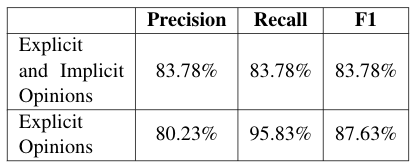 Precision Recall F1
Explicit
and Implicit 83.78% 83.78% 83.78%
Opinions
Explicit
Opinions 80.23% 95.83% 87.63%